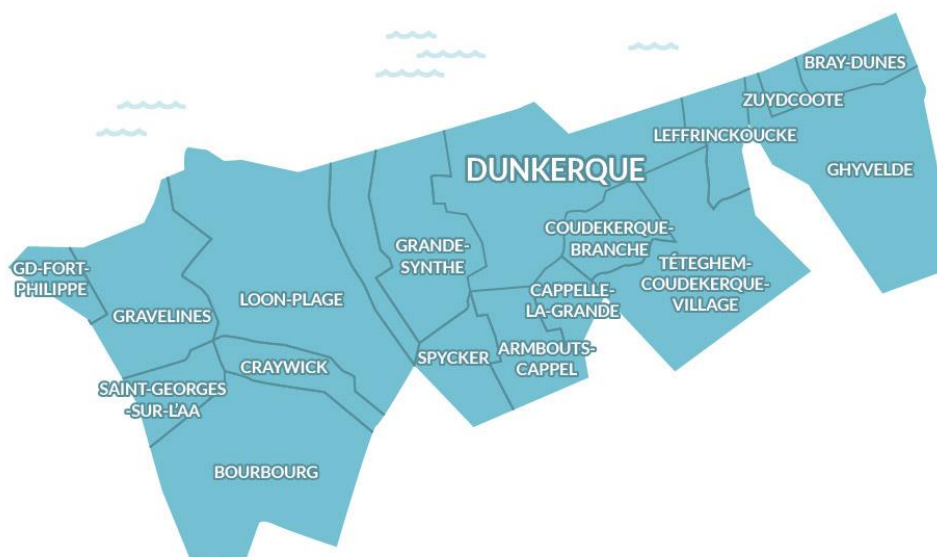 BRAY-DUNES
ZUYDCOOTE
LEFFRINCKOUCKE
DUNKERQUE
GHYVELDE
COUDEKERQUE-
BRANCHE
GRANDE-
SYNTHE
GD-FORT-
PHILIPPE
TÉTEGHEM-
COUDEKERQUE-
VILLAGE
LOON-PLAGE
CAPPELLE-
LA-GRANDE
GRAVELINES
SPYCKER
ARMBOUTS-
CAPPEL
CRAYWICK
SAINT-GEORGES
-SUR-L'AA
BOURBOURG